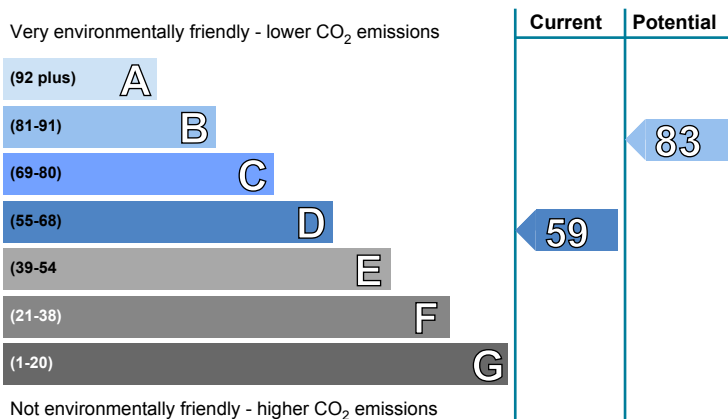 Current Potential
Very environmentally friendly - lower CO2 emissions
(92 plus) A
(81-91) B
83
(69-80) C
(55-68) D
59
(39-54 E
(21-38) F
(1-20) G
Not environmentally friendly - higher CO2 emissions